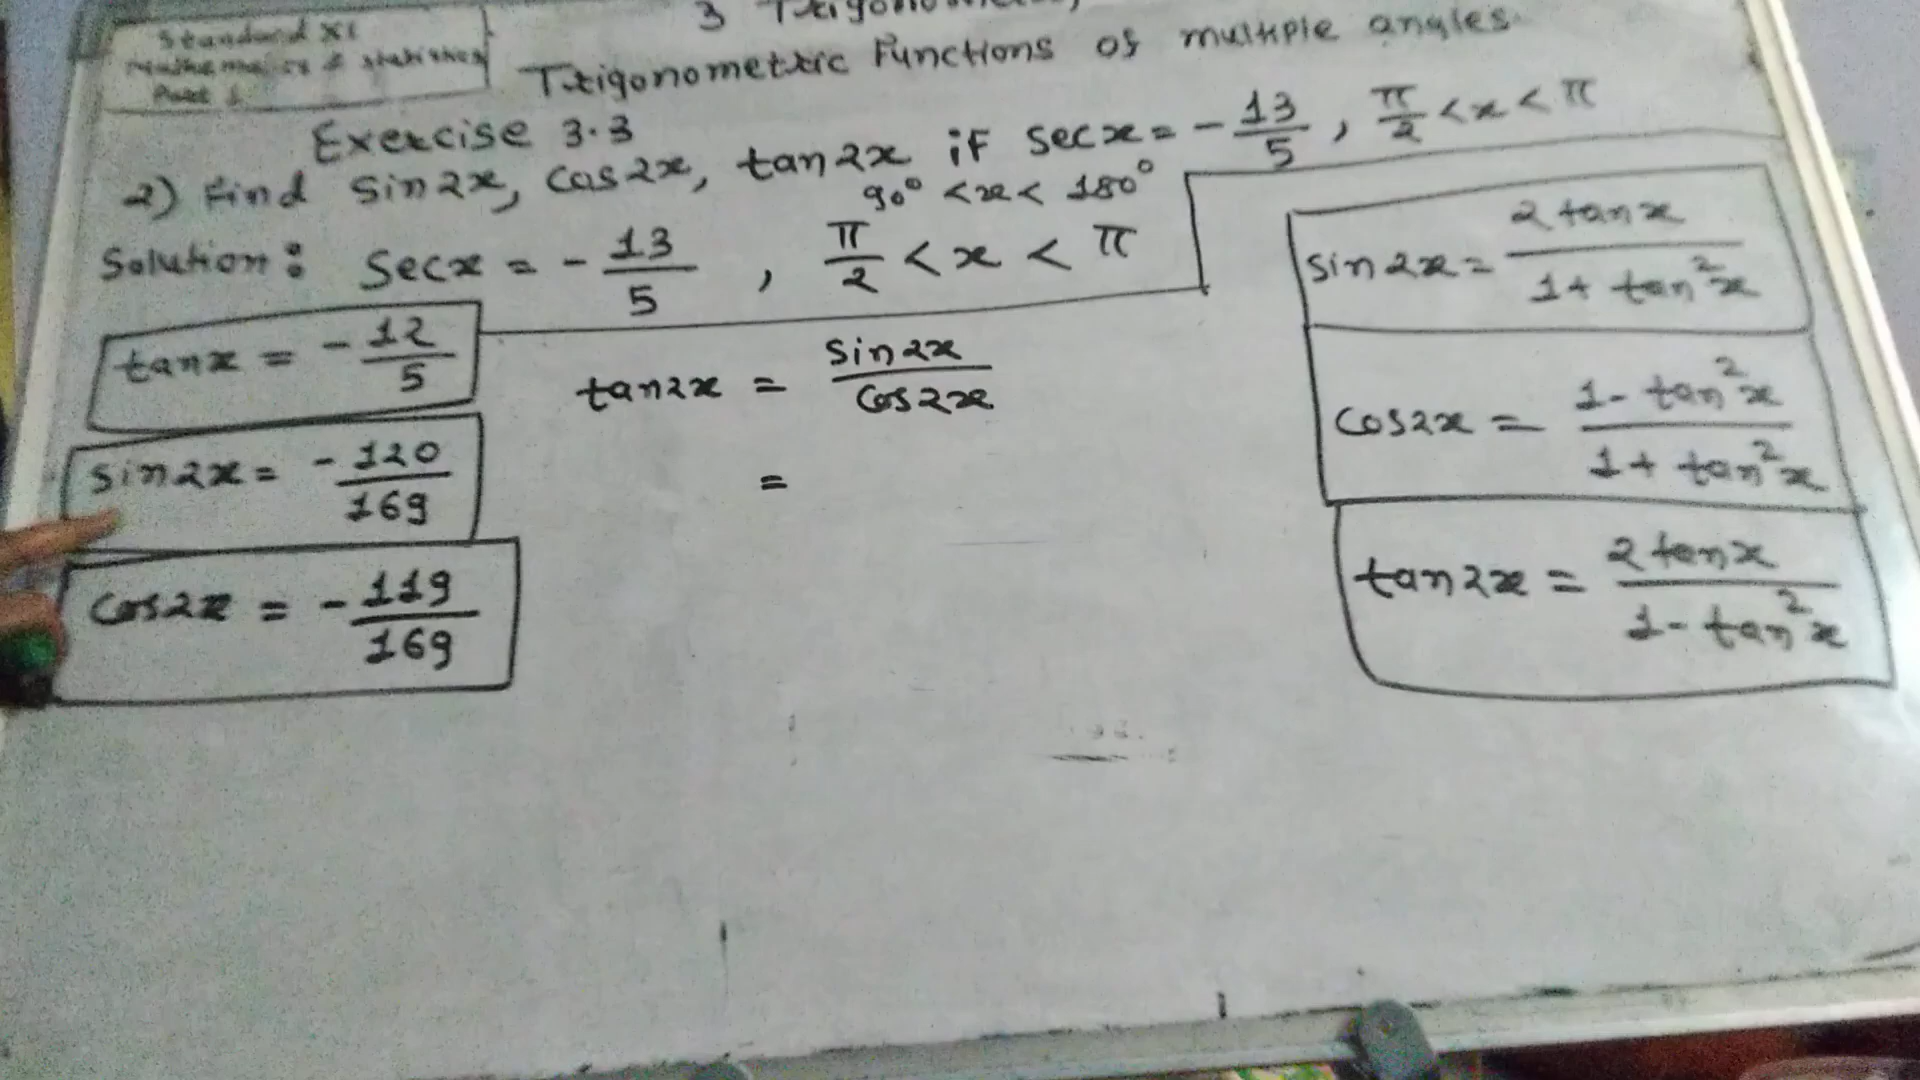 Standard XI
Mathematics & statistics
Part 1
3 Trigonometry
Trigonometric Functions of multiple angles.
Exercise 3.3
2) Find sin2x, cos2x, tan2x if secx = -13/5, π/2 < x < π
90° < x < 180°
Solution: secx = -13/5, π/2 < x < π
tanx = -12/5
sin2x = -120/169
cos2x = -119/169
tan2x = sin2x/cos2x
=
sin2x = 2tanx/1+tan²x
cos2x = 1-tan²x/1+tan²x
tan2x = 2tanx/1-tan²x